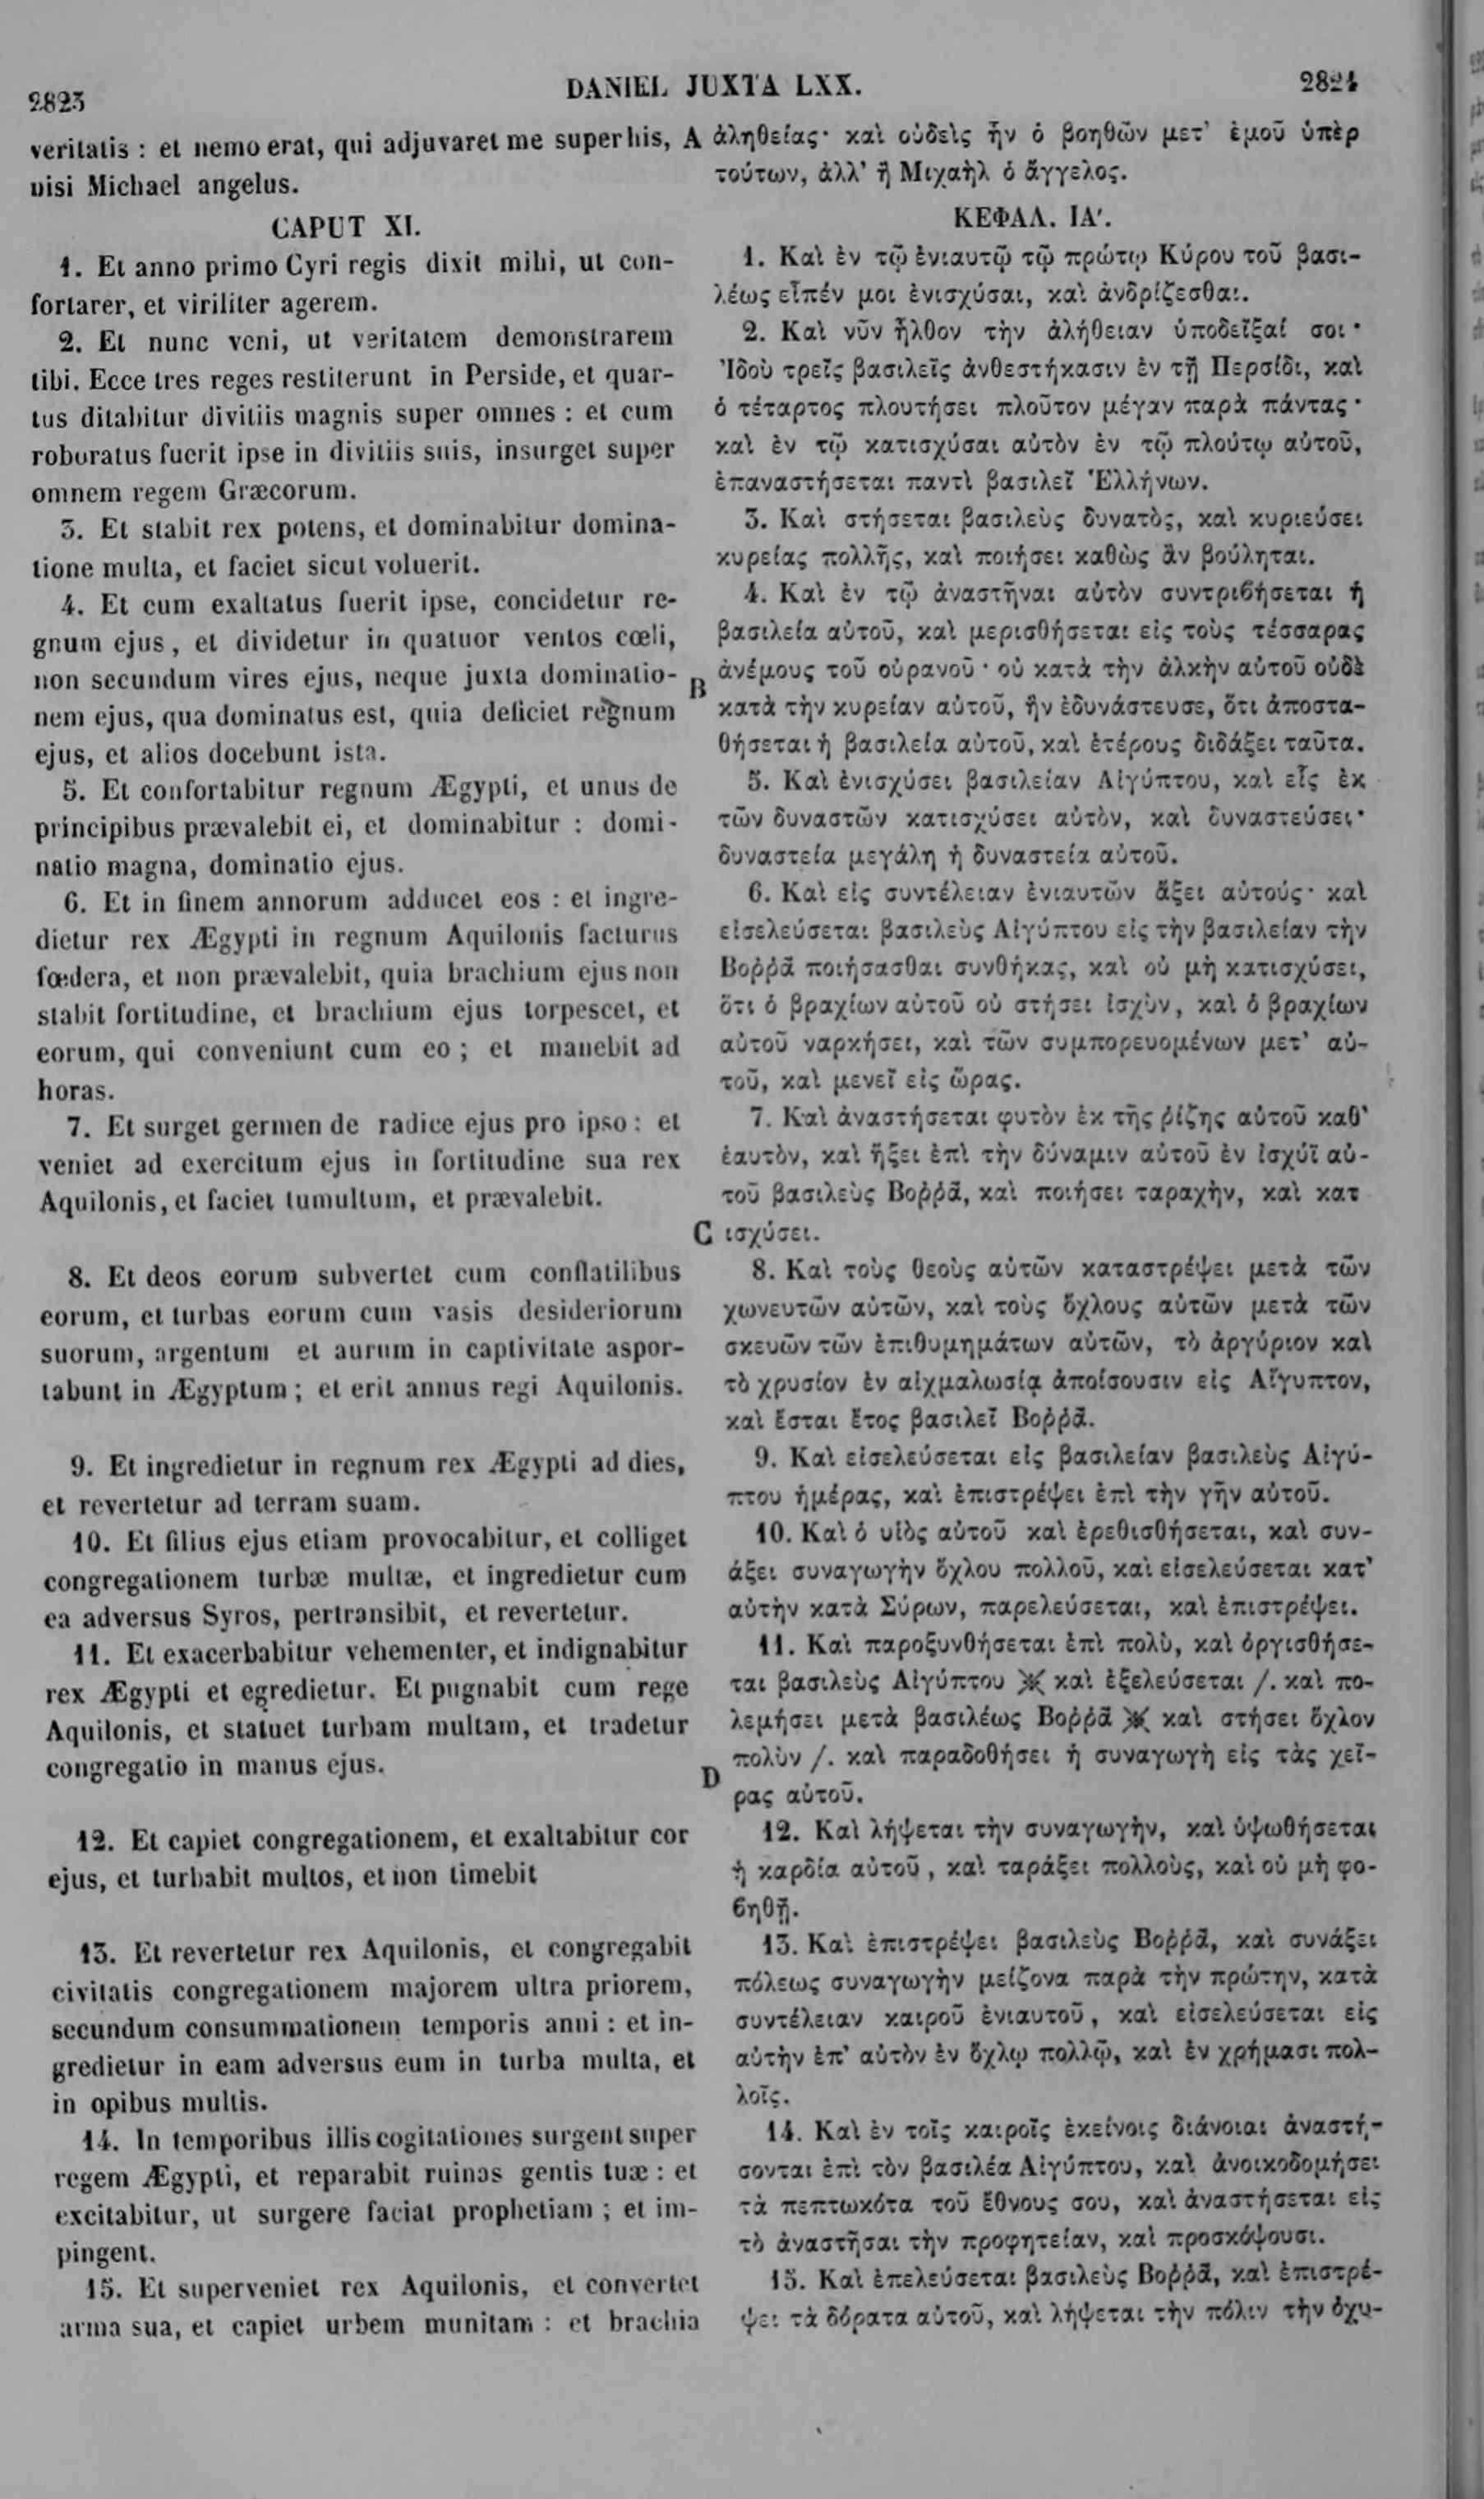 2823
DANIEL JUXTA LXX.
2824
veritatis : et nemo erat, qui adjuvaret me super his,
nisi Michael angelus.
CAPUT XI.
1. Et anno primo Cyri regis dixit mihi, ut con-
fortarer, et viriliter agerem.
2. Et nunc veni, ut veritatem demonstrarem
tibi. Ecce tres reges restiterunt in Perside, et quar-
tus ditabitur divitiis magnis super omnes : et cum
roboratus fuerit ipse in divitiis suis, insurget super
omnem regem Græcorum.
3. Et stabit rex potens, et dominabitur domina-
tione multa, et faciet sicut voluerit.
4. Et cum exaltatus fuerit ipse, concidetur re-
gnum ejus, et dividetur in quatuor ventos cœli,
non secundum vires ejus, neque juxta dominatio-
nem ejus, qua dominatus est, quia deficiet regnum
ejus, et alios docebunt ista.
5. Et confortabitur regnum Ægypti, et unus de
principibus prævalebit ei, et dominabitur : domi-
natio magna, dominatio ejus.
6. Et in finem annorum adducet eos : et ingre-
dietur rex Ægypti in regnum Aquilonis facturus
fœdera, et non prævalebit, quia brachium ejus non
stabit fortitudine, et brachium ejus torpescet, et
eorum, qui conveniunt cum eo ; et manebit ad
horas.
7. Et surget germen de radice ejus pro ipso : et
veniet ad exercitum ejus in fortitudine sua rex
Aquilonis, et faciet tumultum, et prævalebit.
8. Et deos eorum subvertet cum conflatilibus
eorum, et turbas eorum cum vasis desideriorum
suorum, argentum et aurum in captivitate aspor-
tabunt in Ægyptum ; et erit annus regi Aquilonis.
9. Et ingredietur in regnum rex Ægypti ad dies,
et revertetur ad terram suam.
10. Et filius ejus etiam provocabitur, et colliget
congregationem turbæ multæ, et ingredietur cum
ea adversus Syros, pertransibit, et revertetur.
11. Et exacerbabitur vehementer, et indignabitur
rex Ægypti et egredietur. Et pugnabit cum rege
Aquilonis, et statuet turbam multam, et tradetur
congregatio in manus ejus.
12. Et capiet congregationem, et exaltabitur cor
ejus, et turbabit multos, et non timebit
13. Et revertetur rex Aquilonis, et congregabit
civitatis congregationem majorem ultra priorem,
secundum consummationem temporis anni : et in-
gredietur in eam adversus eum in turba multa, et
in opibus multis.
14. In temporibus illis cogitationes surgent super
regem Ægypti, et reparabit ruinas gentis tuæ : et
excitabitur, ut surgere faciat prophetiam ; et im-
pingent.
15. Et superveniet rex Aquilonis, et convertet
arma sua, et capiet urbem munitam : et brachia
A
B
C
D
ἀληθείας· καὶ οὐδεὶς ἦν ὁ βοηθῶν μετ' ἐμοῦ ὑπὲρ
τούτων, ἀλλ' ἢ Μιχαὴλ ὁ ἄγγελος.
ΚΕΦΑΛ. ΙΑ'.
1. Καὶ ἐν τῷ ἐνιαυτῷ τῷ πρώτῳ Κύρου τοῦ βασι-
λέως εἶπέν μοι ἐνισχύσαι, καὶ ἀνδρίζεσθαι.
2. Καὶ νῦν ἦλθον τὴν ἀλήθειαν ὑποδεῖξαί σοι·
Ἰδοὺ τρεῖς βασιλεῖς ἀνθεστήκασιν ἐν τῇ Περσίδι, καὶ
ὁ τέταρτος πλουτήσει πλοῦτον μέγαν παρὰ πάντας·
καὶ ἐν τῷ κατισχύσαι αὐτὸν ἐν τῷ πλούτῳ αὐτοῦ,
ἐπαναστήσεται παντὶ βασιλεῖ Ἑλλήνων.
3. Καὶ στήσεται βασιλεὺς δυνατὸς, καὶ κυριεύσει
κυρείας πολλῆς, καὶ ποιήσει καθὼς ἂν βούληται.
4. Καὶ ἐν τῷ ἀναστῆναι αὐτὸν συντριβήσεται ἡ
βασιλεία αὐτοῦ, καὶ μερισθήσεται εἰς τοὺς τέσσαρας
ἀνέμους τοῦ οὐρανοῦ· οὐ κατὰ τὴν ἀλκὴν αὐτοῦ οὐδὲ
κατὰ τὴν κυρείαν αὐτοῦ, ἣν ἐδυνάστευσε, ὅτι ἀποστα-
θήσεται ἡ βασιλεία αὐτοῦ, καὶ ἑτέρους διδάξει ταῦτα.
5. Καὶ ἐνισχύσει βασιλείαν Αἰγύπτου, καὶ εἷς ἐκ
τῶν δυναστῶν κατισχύσει αὐτὸν, καὶ δυναστεύσει·
δυναστεία μεγάλη ἡ δυναστεία αὐτοῦ.
6. Καὶ εἰς συντέλειαν ἐνιαυτῶν ἄξει αὐτούς· καὶ
εἰσελεύσεται βασιλεὺς Αἰγύπτου εἰς τὴν βασιλείαν τὴν
Βοῤῥᾶ ποιήσασθαι συνθήκας, καὶ οὐ μὴ κατισχύσει,
ὅτι ὁ βραχίων αὐτοῦ οὐ στήσει ἰσχὺν, καὶ ὁ βραχίων
αὐτοῦ ναρκήσει, καὶ τῶν συμπορευομένων μετ' αὐ-
τοῦ, καὶ μενεῖ εἰς ὥρας.
7. Καὶ ἀναστήσεται φυτὸν ἐκ τῆς ῥίζης αὐτοῦ καθ'
ἑαυτὸν, καὶ ἥξει ἐπὶ τὴν δύναμιν αὐτοῦ ἐν ἰσχύϊ αὐ-
τοῦ βασιλεὺς Βοῤῥᾶ, καὶ ποιήσει ταραχὴν, καὶ κατ
ισχύσει.
8. Καὶ τοὺς θεοὺς αὐτῶν καταστρέψει μετὰ τῶν
χωνευτῶν αὐτῶν, καὶ τοὺς ὄχλους αὐτῶν μετὰ τῶν
σκευῶν τῶν ἐπιθυμημάτων αὐτῶν, τὸ ἀργύριον καὶ
τὸ χρυσίον ἐν αἰχμαλωσίᾳ ἀποίσουσιν εἰς Αἴγυπτον,
καὶ ἔσται ἔτος βασιλεῖ Βοῤῥᾶ.
9. Καὶ εἰσελεύσεται εἰς βασιλείαν βασιλεὺς Αἰγύ-
πτου ἡμέρας, καὶ ἐπιστρέψει ἐπὶ τὴν γῆν αὐτοῦ.
10. Καὶ ὁ υἱὸς αὐτοῦ καὶ ἐρεθισθήσεται, καὶ συν-
άξει συναγωγὴν ὄχλου πολλοῦ, καὶ εἰσελεύσεται κατ'
αὐτὴν κατὰ Σύρων, παρελεύσεται, καὶ ἐπιστρέψει.
11. Καὶ παροξυνθήσεται ἐπὶ πολὺ, καὶ ὀργισθήσε-
ται βασιλεὺς Αἰγύπτου ※ καὶ ἐξελεύσεται /. καὶ πο-
λεμήσει μετὰ βασιλέως Βοῤῥᾶ ※ καὶ στήσει ὄχλον
πολὺν /. καὶ παραδοθήσει ἡ συναγωγὴ εἰς τὰς χεῖ-
ρας αὐτοῦ.
12. Καὶ λήψεται τὴν συναγωγὴν, καὶ ὑψωθήσεται
ἡ καρδία αὐτοῦ, καὶ ταράξει πολλοὺς, καὶ οὐ μὴ φο-
βηθῇ.
13. Καὶ ἐπιστρέψει βασιλεὺς Βοῤῥᾶ, καὶ συνάξει
πόλεως συναγωγὴν μείζονα παρὰ τὴν πρώτην, κατὰ
συντέλειαν καιροῦ ἐνιαυτοῦ, καὶ εἰσελεύσεται εἰς
αὐτὴν ἐπ' αὐτὸν ἐν ὄχλῳ πολλῷ, καὶ ἐν χρήμασι πολ-
λοῖς.
14. Καὶ ἐν τοῖς καιροῖς ἐκείνοις διάνοιαι ἀναστή-
σονται ἐπὶ τὸν βασιλέα Αἰγύπτου, καὶ ἀνοικοδομήσει
τὰ πεπτωκότα τοῦ ἔθνους σου, καὶ ἀναστήσεται εἰς
τὸ ἀναστῆσαι τὴν προφητείαν, καὶ προσκόψουσι.
15. Καὶ ἐπελεύσεται βασιλεὺς Βοῤῥᾶ, καὶ ἐπιστρέ-
ψει τὰ δόρατα αὐτοῦ, καὶ λήψεται τὴν πόλιν τὴν ὀχυ-